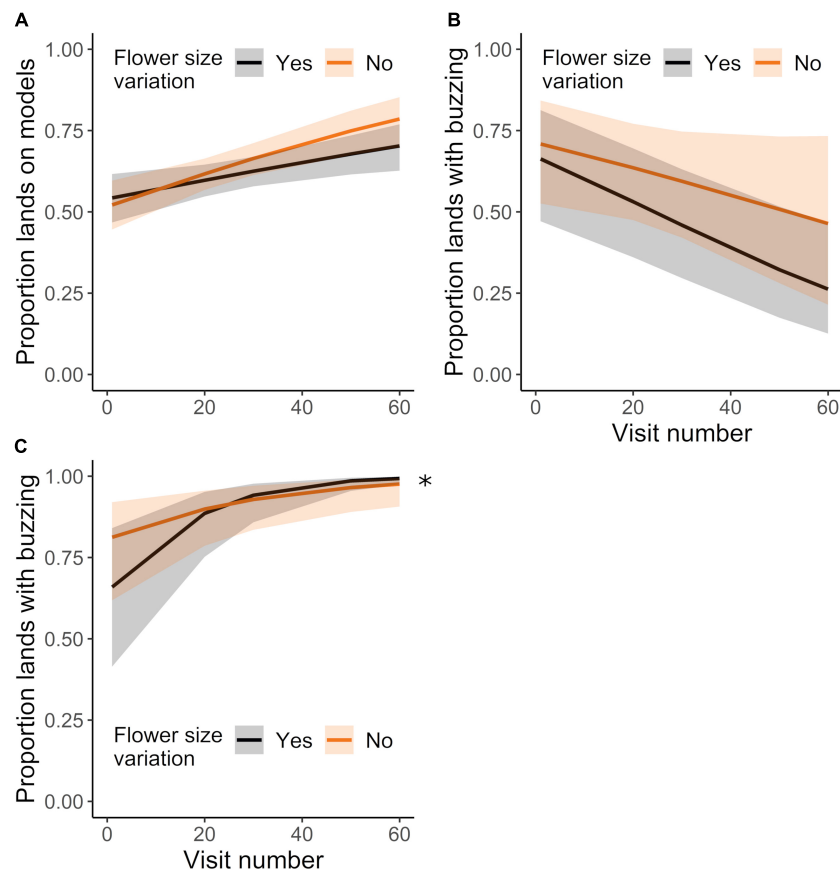 A
Proportion lands on models
1.00
0.75
0.50
0.25
0.00
Flower size
variation
Yes
No
0
20
40
60
B
Proportion lands with buzzing
1.00
0.75
0.50
0.25
0.00
Flower size
variation
Yes
No
0
20
40
60
Visit number
C
Proportion lands with buzzing
1.00
0.75
0.50
0.25
0.00
*
Flower size
variation
Yes
No
0
20
40
60
Visit number